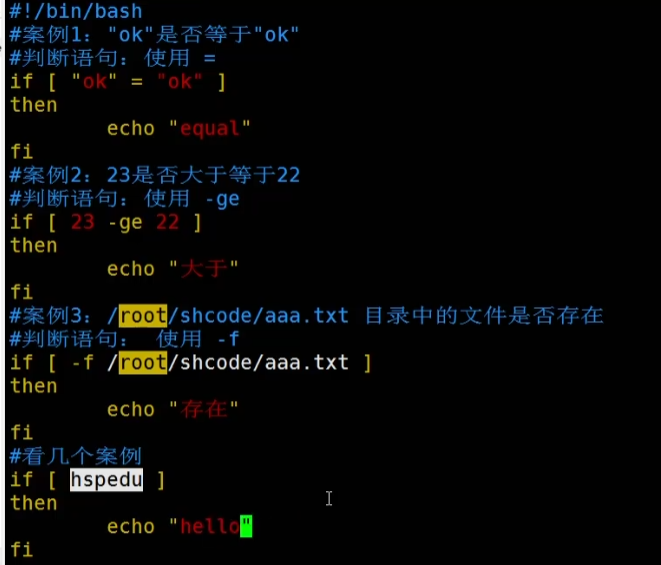 #!/bin/bash
#案例1："ok"是否等于"ok"
#判断语句：使用 =
if [ "ok" = "ok" ]
then
        echo "equal"
fi
#案例2：23是否大于等于22
#判断语句：使用 -ge
if [ 23 -ge 22 ]
then
        echo "大于"
fi
#案例3：/root/shcode/aaa.txt 目录中的文件是否存在
#判断语句： 使用 -f
if [ -f /root/shcode/aaa.txt ]
then
        echo "存在"
fi
#看几个案例
if [ hspedu ]
then
        echo "hello"
fi